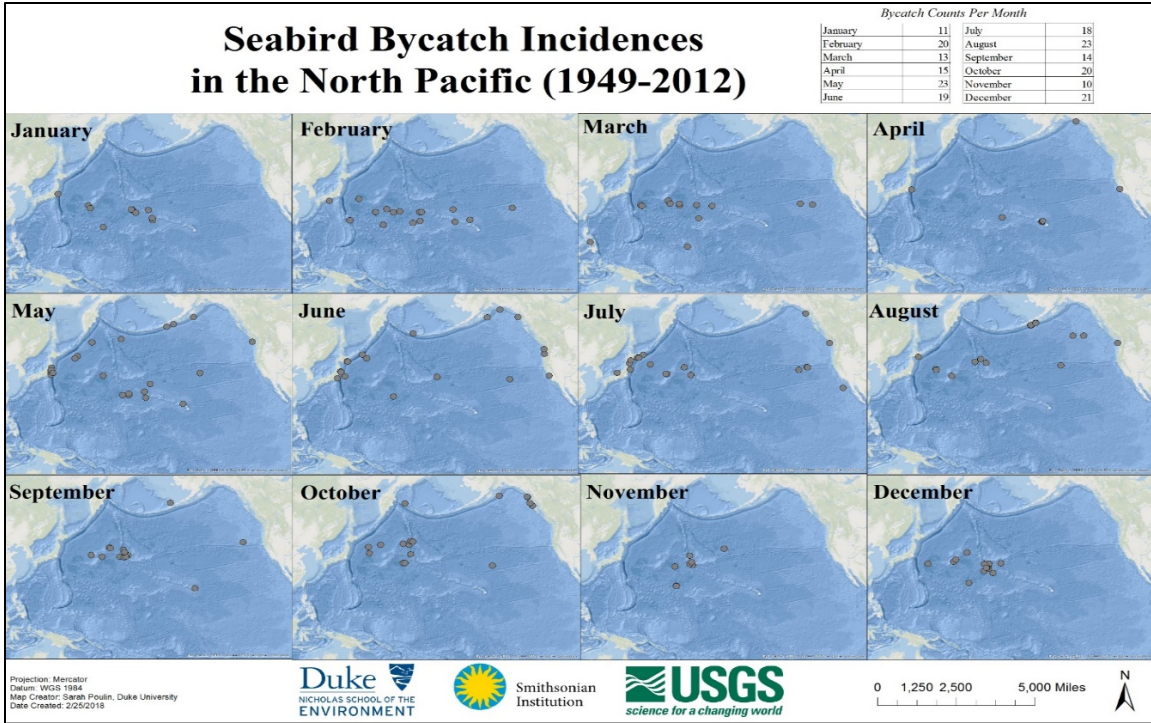 Seabird Bycatch Incidences
in the North Pacific (1949-2012)
Bycatch Counts Per Month
January 11 July 18
February 20 August 23
March 13 September 14
April 15 October 20
May 23 November 10
June 19 December 21
January
February
March
April
May
June
July
August
September
October
November
December
Projection: Mercator
Datum: WGS 1984
Map Creator: Sarah Poulin, Duke University
Date Created: 2/25/2018
Duke
NICHOLAS SCHOOL OF THE
ENVIRONMENT
Smithsonian
Institution
USGS
science for a changing world
0 1,250 2,500 5,000 Miles
N